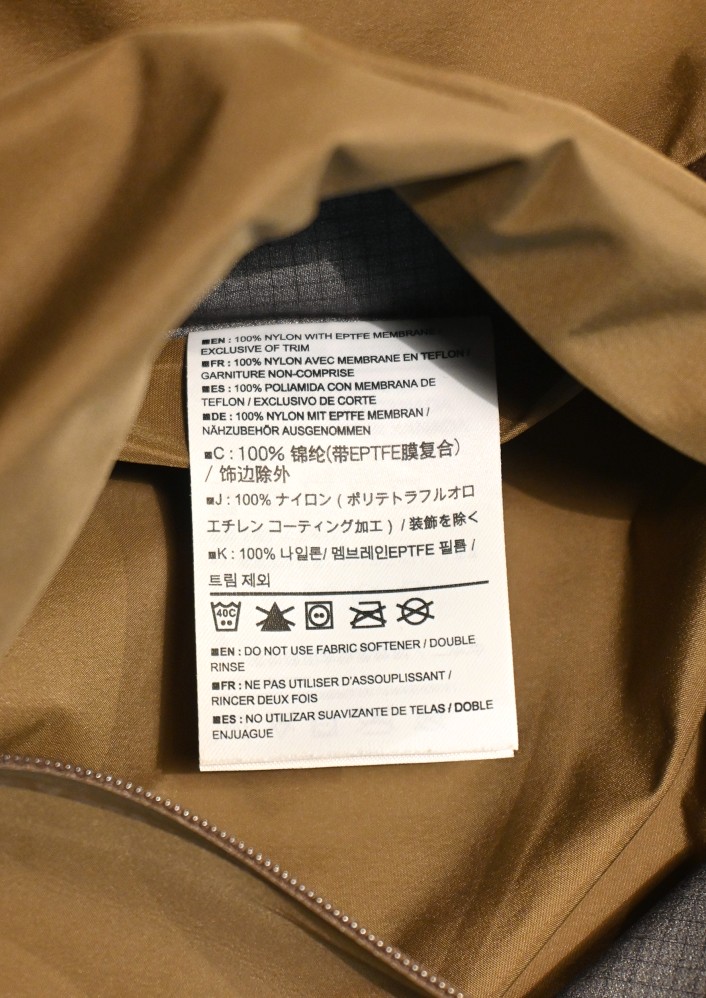 EN : 100% NYLON WITH EPTFE MEMBRANE
EXCLUSIVE OF TRIM
FR : 100% NYLON AVEC MEMBRANE EN TEFLON /
GARNITURE NON-COMPRISE
ES : 100% POLIAMIDA CON MEMBRANA DE
TEFLON / EXCLUSIVO DE CORTE
DE : 100% NYLON MIT EPTFE MEMBRAN /
NÄHZUBEHÖR AUSGENOMMEN
C : 100% 锦纶(带EPTFE膜复合)
/ 饰边除外
J : 100% ナイロン ( ポリテトラフルオロ
エチレン コーティング加工 ) / 装飾を除く
K : 100% 나일론/ 멤브레인EPTFE 필름 /
트림 제외
40C
EN : DO NOT USE FABRIC SOFTENER / DOUBLE
RINSE
FR : NE PAS UTILISER D'ASSOUPLISSANT /
RINCER DEUX FOIS
ES : NO UTILIZAR SUAVIZANTE DE TELAS / DOBLE
ENJUAGUE